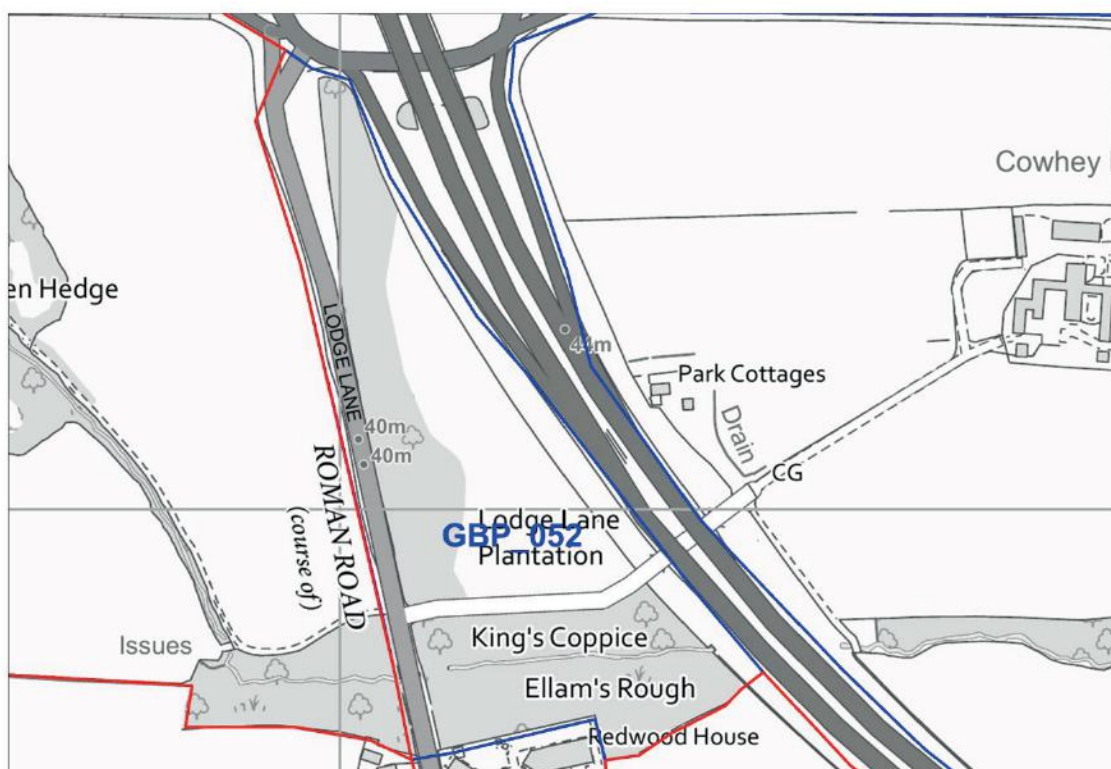 Cowhey
en Hedge
LODGE LANE
44m
Park Cottages
40m
40m
Drain
ROMAN ROAD
(course of)
CG
Lodge Lane
GBP_052
Plantation
Issues
King's Coppice
Ellam's Rough
Redwood House